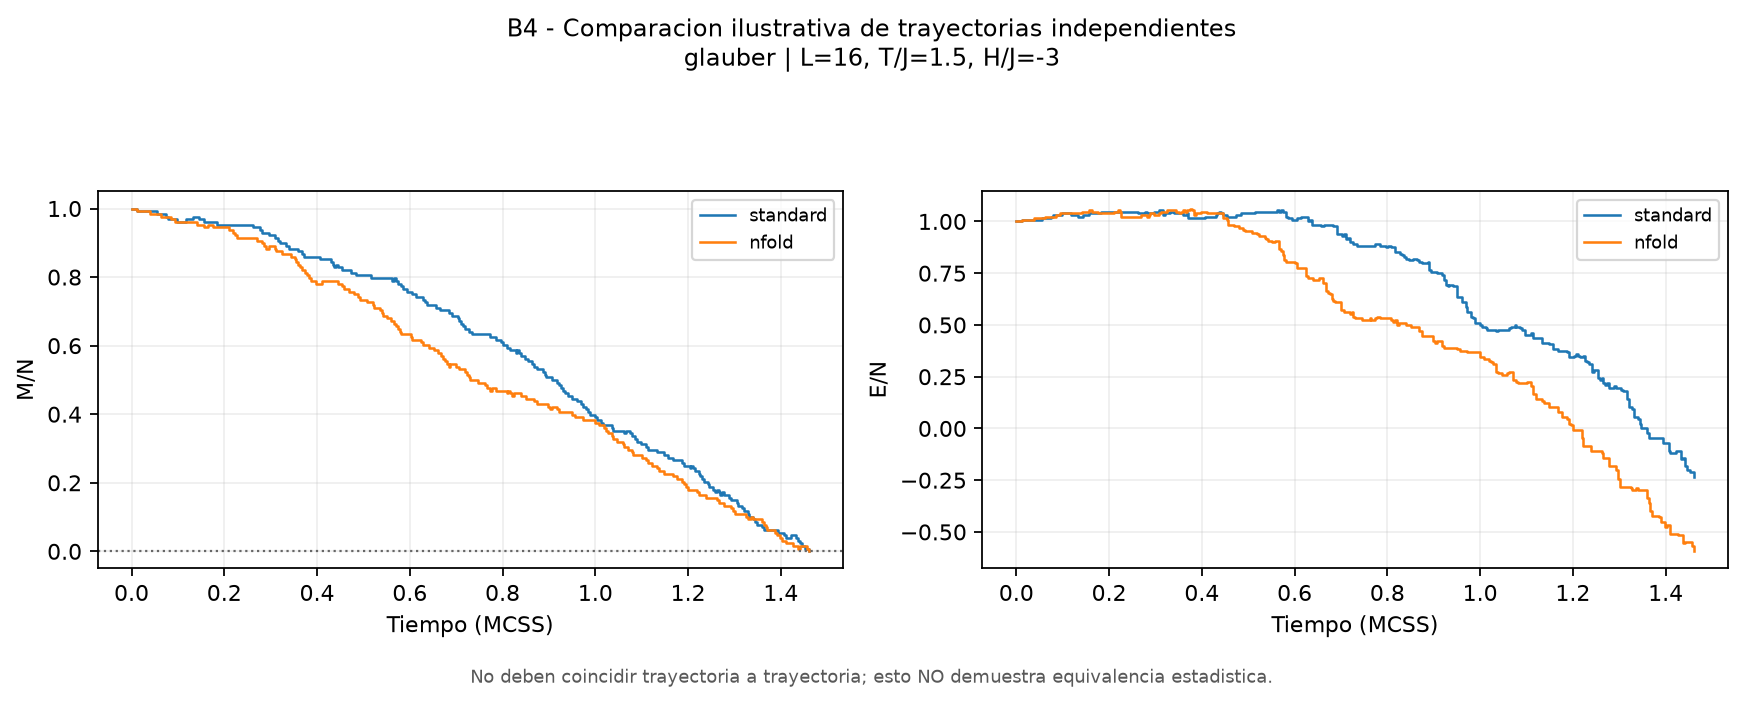 B4 - Comparacion ilustrativa de trayectorias independientes
glauber | L=16, T/J=1.5, H/J=-3
M/N
1.0
0.8
0.6
0.4
0.2
0.0
standard
nfold
0.0 0.2 0.4 0.6 0.8 1.0 1.2 1.4
Tiempo (MCSS)
E/N
1.00
0.75
0.50
0.25
0.00
−0.25
−0.50
standard
nfold
0.0 0.2 0.4 0.6 0.8 1.0 1.2 1.4
Tiempo (MCSS)
No deben coincidir trayectoria a trayectoria; esto NO demuestra equivalencia estadistica.